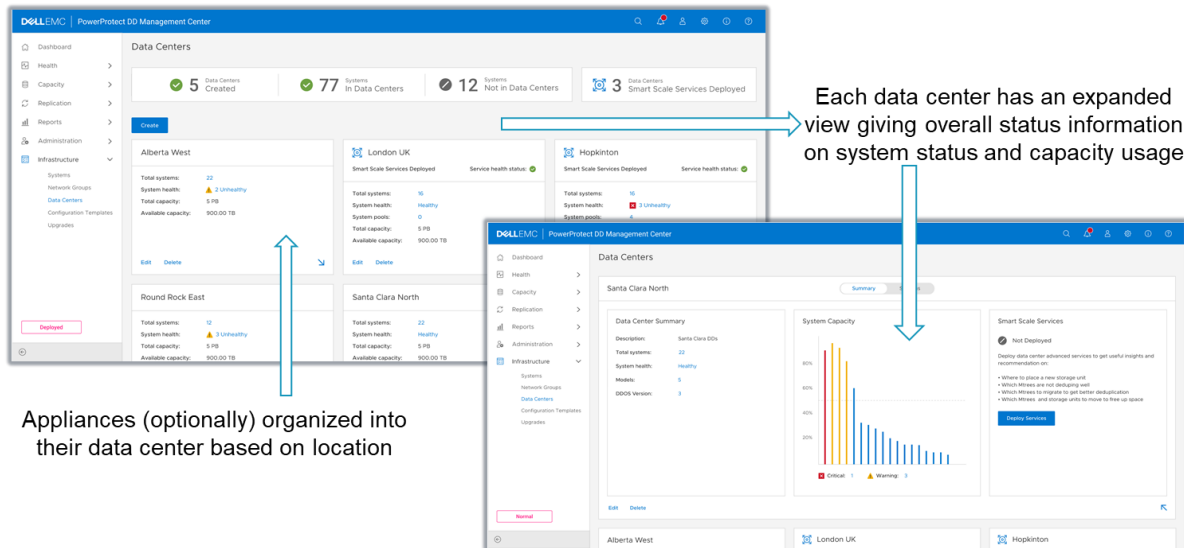 DELLEMC | PowerProtect DD Management Center
Dashboard
Health
Capacity
Replication
Reports
Administration
Infrastructure
Systems
Network Groups
Data Centers
Configuration Templates
Upgrades
Deployed
Data Centers
5 Data Centers Created
77 Systems In Data Centers
12 Systems Not in Data Centers
3 Data Centers Smart Scale Services Deployed
Create
Alberta West
Total systems: 22
System health: 2 Unhealthy
Total capacity: 5 PB
Available capacity: 900.00 TB
Edit Delete
London UK
Smart Scale Services Deployed Service health status:
Total systems: 16
System health: Healthy
System pools: 0
Total capacity: 5 PB
Available capacity: 900.00 TB
Edit Delete
Hopkinton
Smart Scale Services Deployed Service health status:
Total systems: 16
System health: 3 Unhealthy
System pools: 4
Round Rock East
Total systems: 12
System health: 3 Unhealthy
Total capacity: 5 PB
Available capacity: 900.00 TB
Santa Clara North
Total systems: 22
System health: Healthy
Total capacity: 5 PB
Available capacity: 900.00 TB
Each data center has an expanded
view giving overall status information
on system status and capacity usage
Appliances (optionally) organized into
their data center based on location
DELLEMC | PowerProtect DD Management Center
Dashboard
Health
Capacity
Replication
Reports
Administration
Infrastructure
Systems
Network Groups
Data Centers
Configuration Templates
Upgrades
Normal
Data Centers
Santa Clara North
Summary
Data Center Summary
Description: Santa Clara DDs
Total systems: 22
System health: Healthy
Models: 5
DDOS Version: 3
System Capacity
80%
60%
40%
20%
Critical: 1 Warning: 3
Smart Scale Services
Not Deployed
Deploy data center advanced services to get useful insights and
recommendation on:
• Where to place a new storage unit
• Which Mtrees are not deduping well
• Which Mtrees to migrate to get better deduplication
• Which Mtrees and storage units to move to free up space
Deploy Services
Edit Delete
Alberta West
London UK
Hopkinton